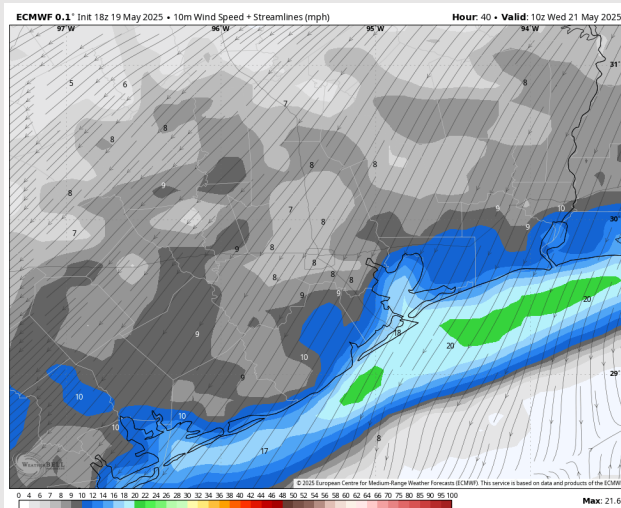 ECMWF 0.1° Init 18z 19 May 2025 • 10m Wind Speed + Streamlines (mph) Hour: 40 • Valid: 10z Wed 21 May 2025
97°W 96°W 95°W 94°W
31°
5 6 8
7
8 8
8 8
9
8
7 9 6 10
8 9 30°
7
9 8
8
8 8 8
9 9 20
18
9 20
10
29°
9
10
10
10 8
17
WeatherBELL
© 2025 European Centre for Medium-Range Weather Forecasts (ECMWF). This service is based on data and products of the ECMWF
0 4 6 7 8 9 10 12 14 16 18 20 22 24 26 28 30 32 34 36 38 40 42 44 46 48 50 52 54 56 58 60 65 70 75 80 85 90 95 100
Max: 21.6